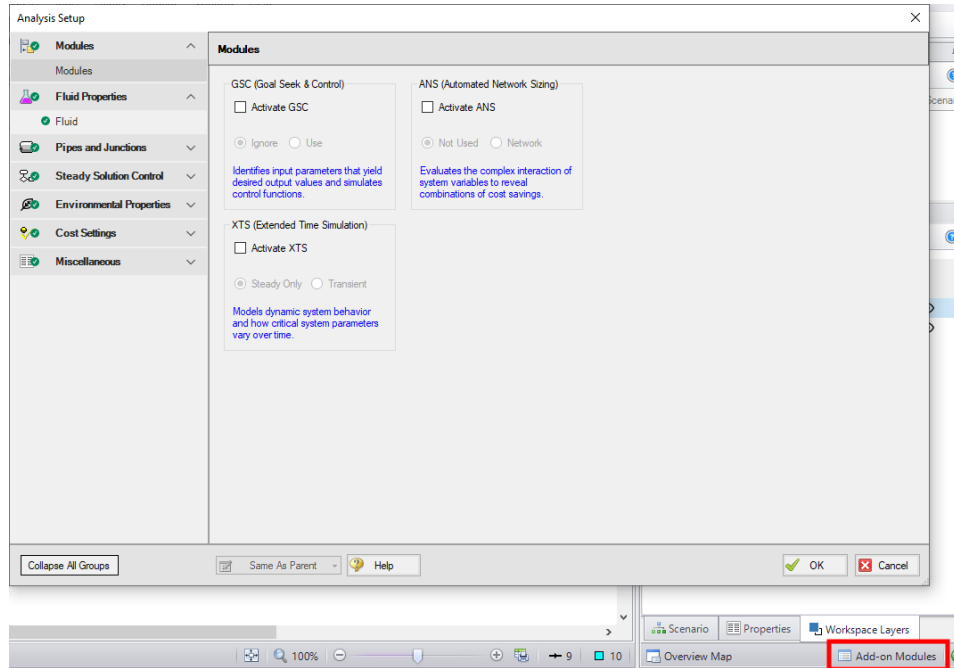 Analysis Setup
Modules
Modules
Fluid Properties
Fluid
Pipes and Junctions
Steady Solution Control
Environmental Properties
Cost Settings
Miscellaneous
Modules
GSC (Goal Seek & Control)
Activate GSC
Ignore
Use
Identifies input parameters that yield
desired output values and simulates
control functions.
ANS (Automated Network Sizing)
Activate ANS
Not Used
Network
Evaluates the complex interaction of
system variables to reveal
combinations of cost savings.
XTS (Extended Time Simulation)
Activate XTS
Steady Only
Transient
Models dynamic system behavior
and how critical system parameters
vary over time.
Collapse All Groups
Same As Parent
Help
OK
Cancel
Scenario
Properties
Workspace Layers
100%
9
10
Overview Map
Add-on Modules